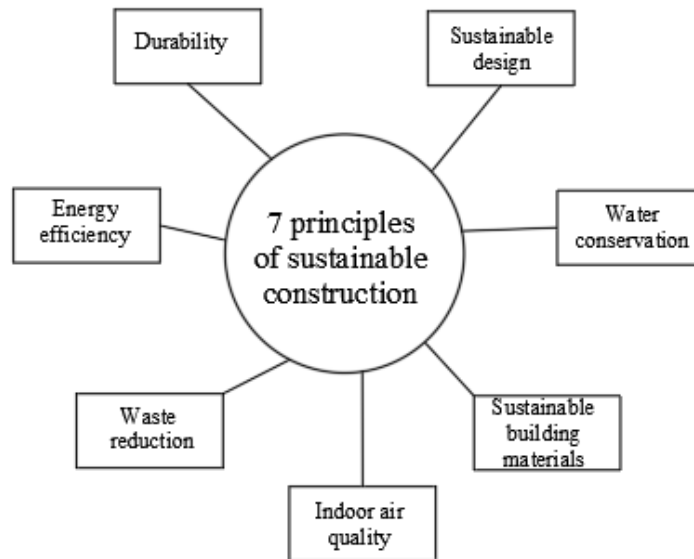 Durability
Sustainable
design
Energy
efficiency
7 principles
of sustainable
construction
Water
conservation
Waste
reduction
Sustainable
building
materials
Indoor air
quality